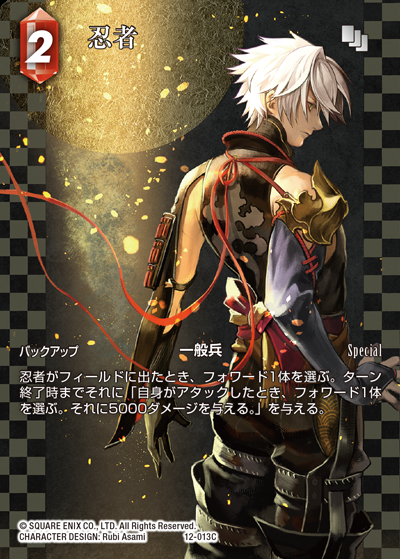 2
忍者
バックアップ 一般兵 Special
忍者がフィールドに出たとき、フォワード1体を選ぶ。ターン
終了時までそれに「自身がアタックしたとき、フォワード1体
を選ぶ。それに5000ダメージを与える。」を与える。
© SQUARE ENIX CO., LTD. All Rights Reserved.
CHARACTER DESIGN: Rubi Asami 12-013C